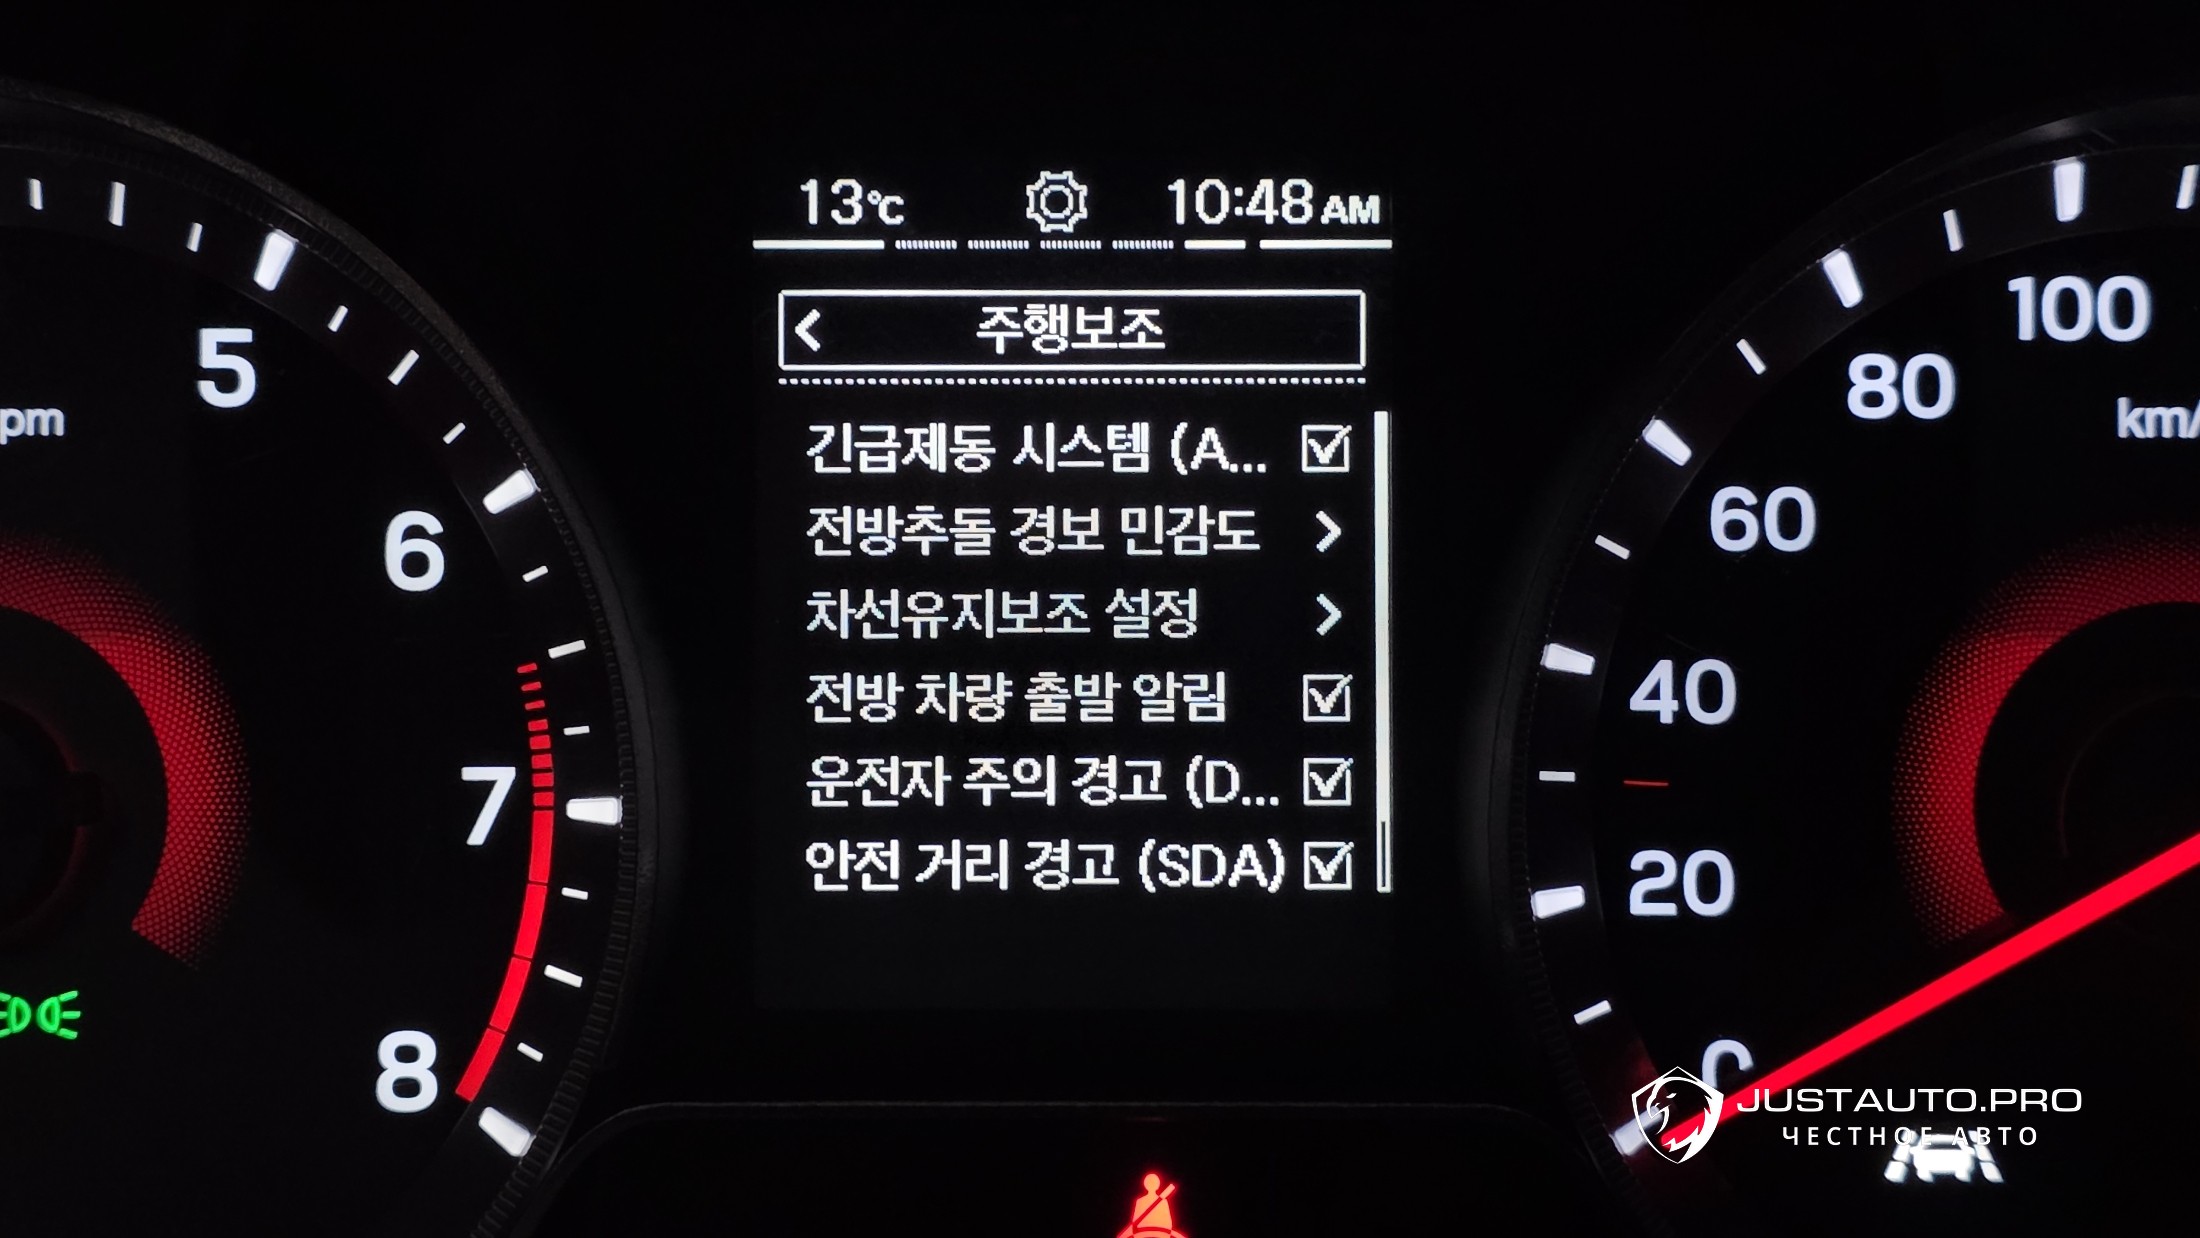 13℃ 10:48 AM
주행보조
긴급제동 시스템 (A...
전방추돌 경보 민감도
차선유지보조 설정
전방 차량 출발 알림
운전자 주의 경고 (D...
안전 거리 경고 (SDA)
5
pm
6
7
8
100
80
km/
60
40
20
0
JUSTAUTO.PRO
ЧЕСТНОЕ АВТО